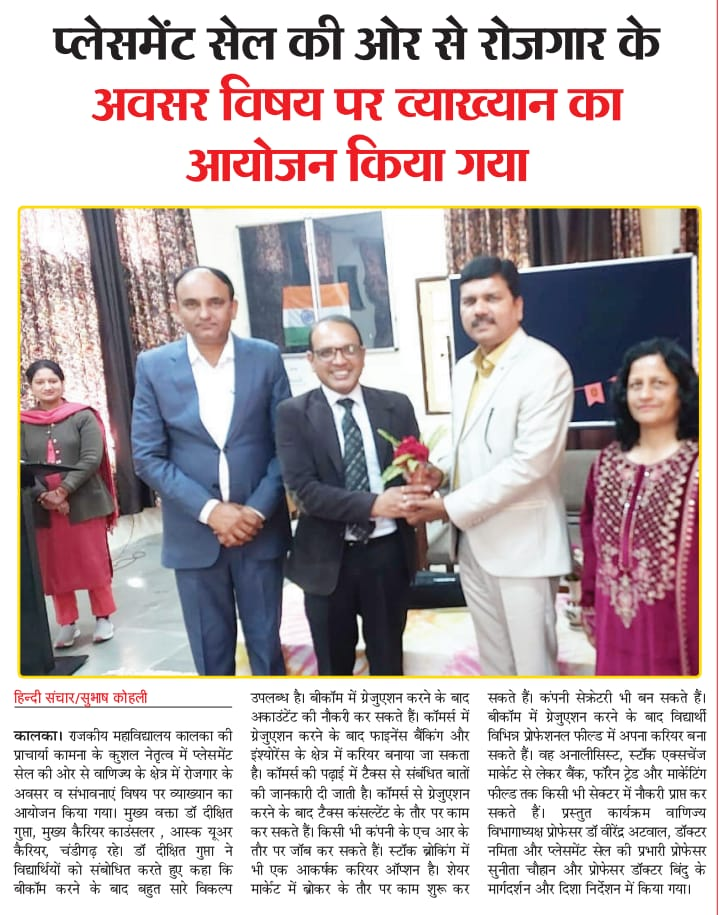 प्लेसमेंट सेल की ओर से रोजगार के
अवसर विषय पर व्याख्यान का
आयोजन किया गया
हिन्दी संचार/सुभाष कोहली
कालका। राजकीय महाविद्यालय कालका की
प्राचार्या कामना के कुशल नेतृत्व में प्लेसमेंट
सेल की ओर से वाणिज्य के क्षेत्र में रोजगार के
अवसर व संभावनाएं विषय पर व्याख्यान का
आयोजन किया गया। मुख्य वक्ता डॉ दीक्षित
गुप्ता, मुख्य कैरियर काउंसलर , आस्क यूअर
कैरियर, चंडीगढ़ रहे। डॉ दीक्षित गुप्ता ने
विद्यार्थियों को संबोधित करते हुए कहा कि
बीकॉम करने के बाद बहुत सारे विकल्प
उपलब्ध है। बीकॉम में ग्रेजुएशन करने के बाद
अकाउंटेंट की नौकरी कर सकते हैं। कॉमर्स में
ग्रेजुएशन करने के बाद फाइनेंस बैंकिंग और
इंश्योरेंस के क्षेत्र में करियर बनाया जा सकता
है। कॉमर्स की पढ़ाई में टैक्स से संबंधित बातों
की जानकारी दी जाती है। कॉमर्स से ग्रेजुएशन
करने के बाद टैक्स कंसल्टेंट के तौर पर काम
कर सकते हैं। किसी भी कंपनी के एच आर के
तौर पर जॉब कर सकते हैं। स्टॉक ब्रोकिंग में
भी एक आकर्षक करियर ऑप्शन है। शेयर
मार्केट में ब्रोकर के तौर पर काम शुरू कर
सकते हैं। कंपनी सेक्रेटरी भी बन सकते हैं।
बीकॉम में ग्रेजुएशन करने के बाद विद्यार्थी
विभिन्न प्रोफेशनल फील्ड में अपना करियर बना
सकते हैं। वह अनालीसिस्ट, स्टॉक एक्सचेंज
मार्केट से लेकर बैंक, फॉरेन ट्रेड और मार्केटिंग
फील्ड तक किसी भी सेक्टर में नौकरी प्राप्त कर
सकते हैं। प्रस्तुत कार्यक्रम वाणिज्य
विभागाध्यक्ष प्रोफेसर डॉ वीरेंद्र अटवाल, डॉक्टर
नमिता और प्लेसमेंट सेल की प्रभारी प्रोफेसर
सुनीता चौहान और प्रोफेसर डॉक्टर बिंदु के
मार्गदर्शन और दिशा निर्देशन में किया गया।